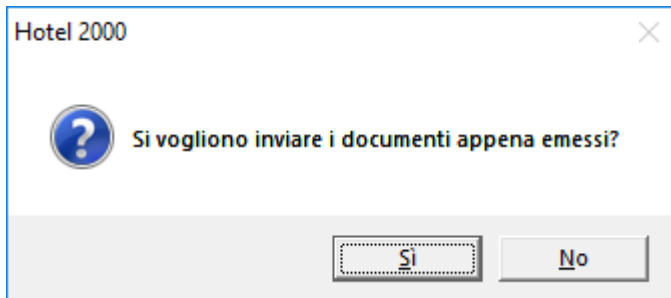 Hotel 2000
Si vogliono inviare i documenti appena emessi?
Sì
No